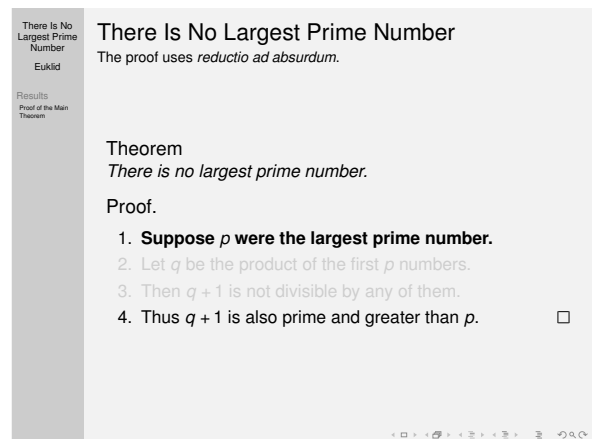 There Is No
Largest Prime
Number
Euklid
Results
Proof of the Main
Theorem
There Is No Largest Prime Number
The proof uses reductio ad absurdum.
Theorem
There is no largest prime number.
Proof.
1. Suppose p were the largest prime number.
2. Let q be the product of the first p numbers.
3. Then q + 1 is not divisible by any of them.
4. Thus q + 1 is also prime and greater than p. □